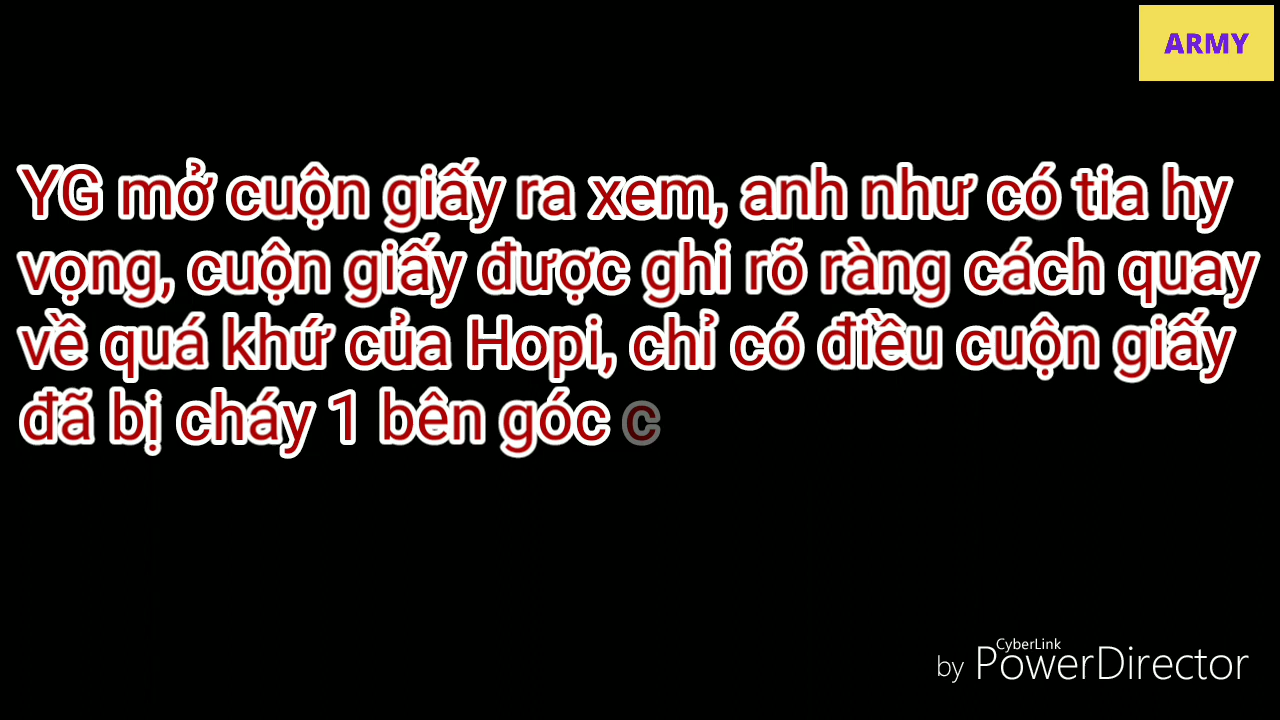 ARMY
YG mở cuộn giấy ra xem, anh như có tia hy
vọng, cuộn giấy được ghi rõ ràng cách quay
về quá khứ của Hopi, chỉ có điều cuộn giấy
đã bị cháy 1 bên góc c
CyberLink
by PowerDirector